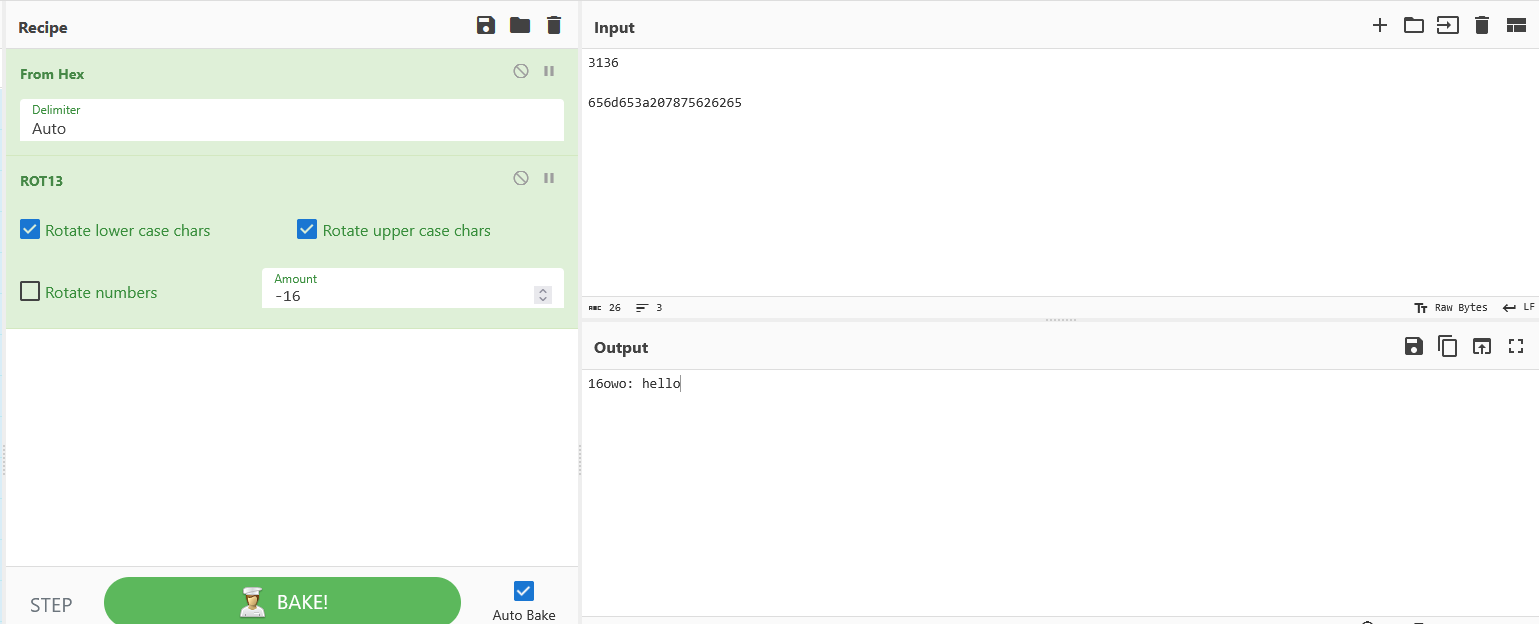 Recipe
From Hex
Delimiter
Auto
ROT13
Rotate lower case chars
Rotate upper case chars
Rotate numbers
Amount
-16
STEP
BAKE!
Auto Bake
Input
3136
656d653a207875626265
ABC 26
3
Tт Raw Bytes
LF
Output
16owo: hello